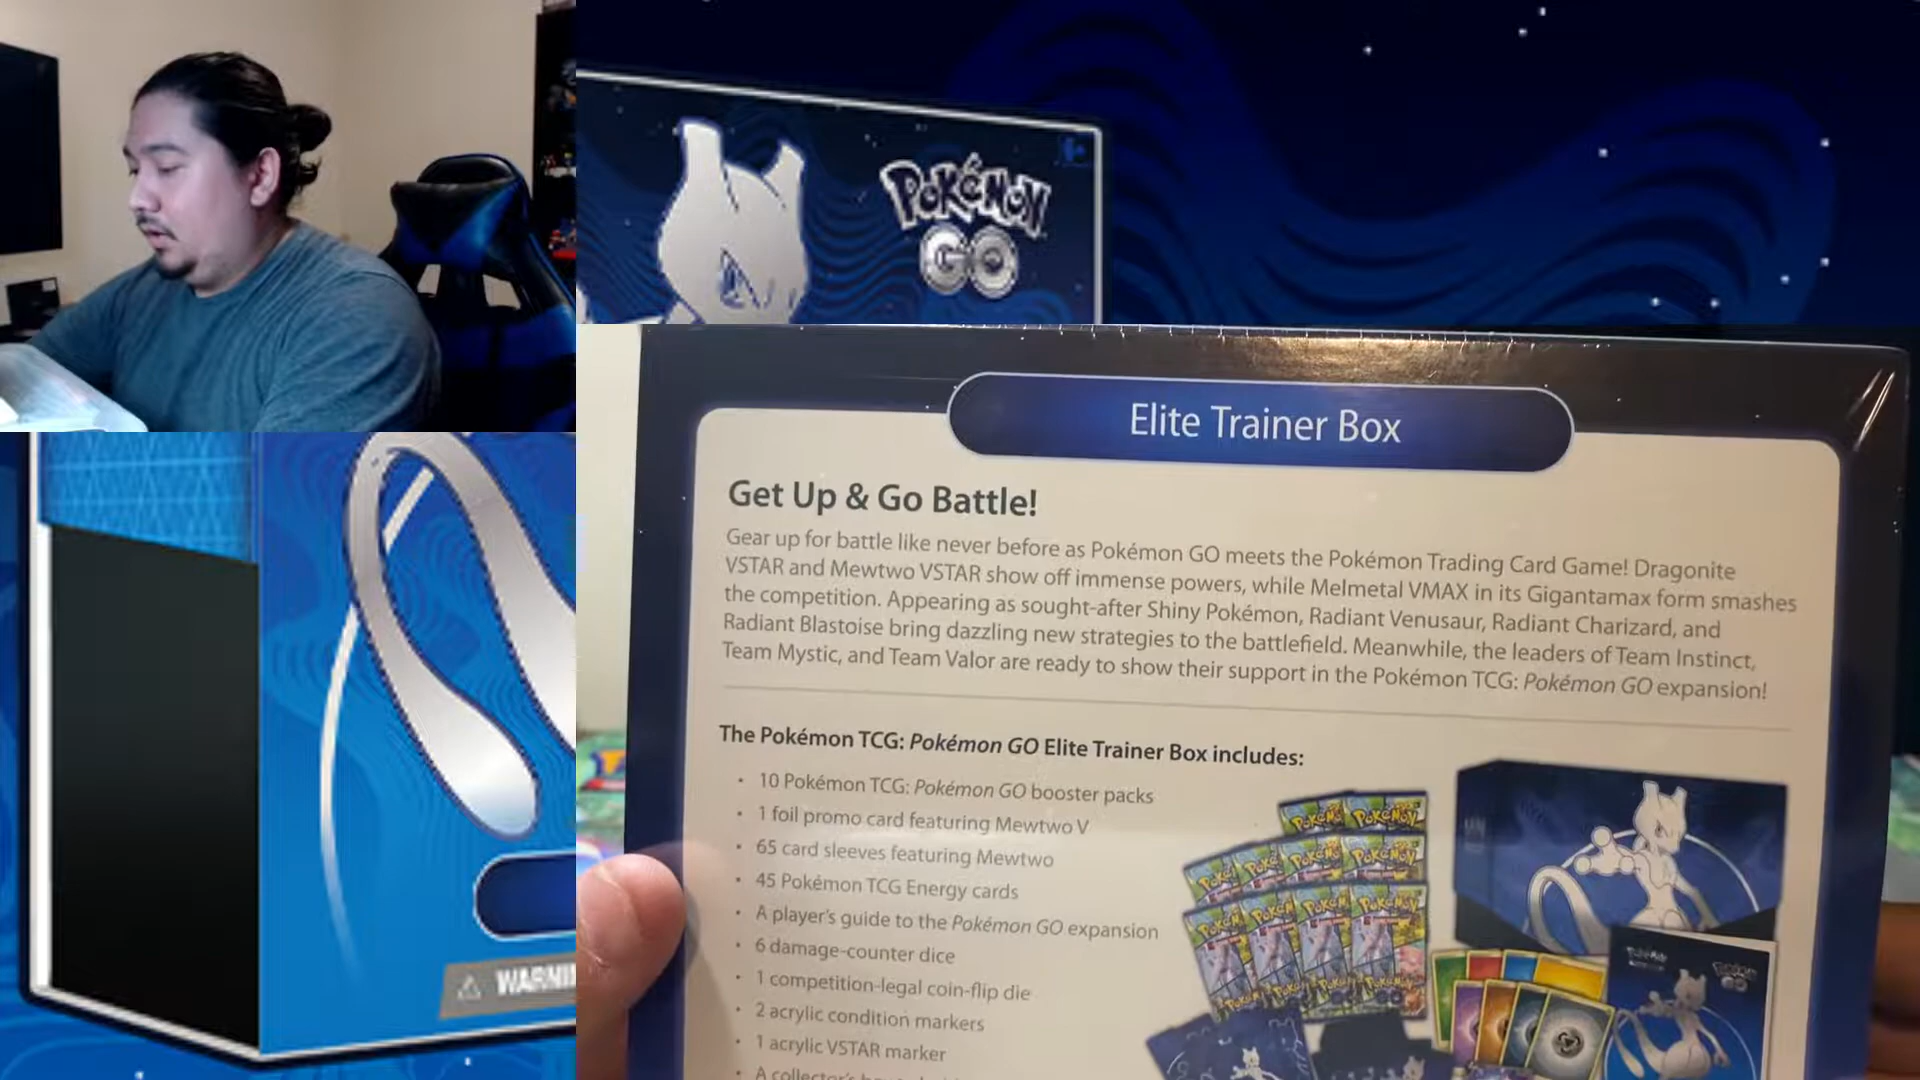 POKÉMON
GO
Elite Trainer Box
Get Up & Go Battle!
Gear up for battle like never before as Pokémon GO meets the Pokémon Trading Card Game! Dragonite
VSTAR and Mewtwo VSTAR show off immense powers, while Melmetal VMAX in its Gigantamax form smashes
the competition. Appearing as sought-after Shiny Pokémon, Radiant Venusaur, Radiant Charizard, and
Radiant Blastoise bring dazzling new strategies to the battlefield. Meanwhile, the leaders of Team Instinct,
Team Mystic, and Team Valor are ready to show their support in the Pokémon TCG: Pokémon GO expansion!
The Pokémon TCG: Pokémon GO Elite Trainer Box includes:
• 10 Pokémon TCG: Pokémon GO booster packs
• 1 foil promo card featuring Mewtwo V
• 65 card sleeves featuring Mewtwo
• 45 Pokémon TCG Energy cards
• A player's guide to the Pokémon GO expansion
• 6 damage-counter dice
• 1 competition-legal coin-flip die
• 2 acrylic condition markers
• 1 acrylic VSTAR marker
• A collector's